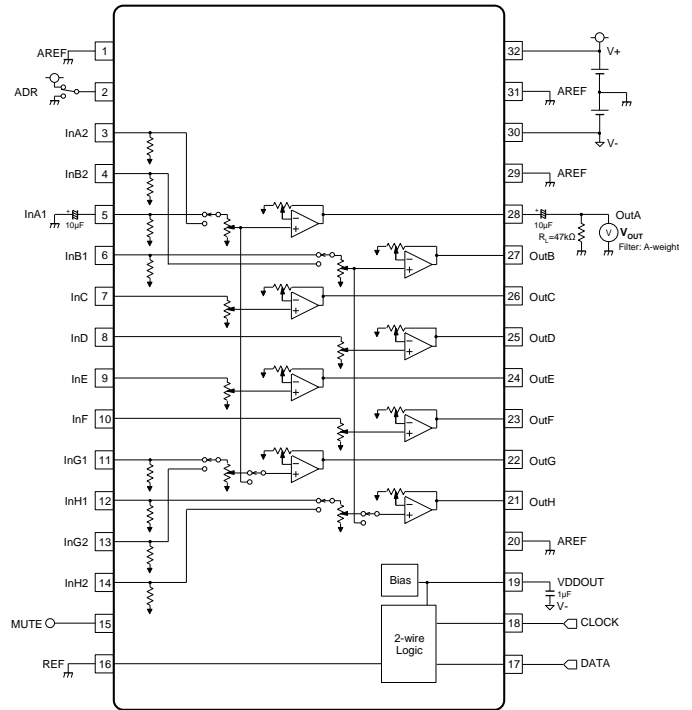 AREF 1
ADR 2
InA2 3
InB2 4
InA1 + 10µF 5
InB1 6
InC 7
InD 8
InE 9
InF 10
InG1 11
InH1 12
InG2 13
InH2 14
MUTE 15
REF 16
32 V+
31 AREF
30 V-
29 AREF
28 + 10µF OutA
RL=47kΩ V VOUT
Filter: A-weight
27 OutB
26 OutC
25 OutD
24 OutE
23 OutF
22 OutG
21 OutH
20 AREF
19 VDDOUT
1µF
V-
18 CLOCK
17 DATA
− +
− +
− +
− +
− +
− +
− +
− +
Bias
2-wire
Logic